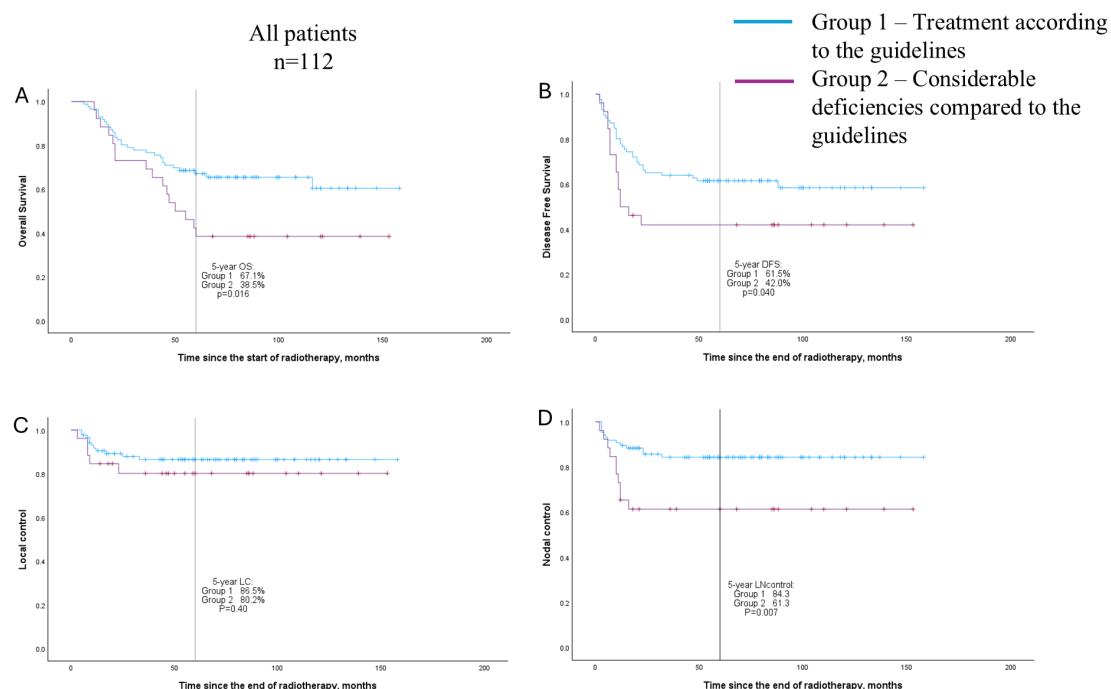 All patients
n=112
Group 1 – Treatment according
to the guidelines
Group 2 – Considerable
deficiencies compared to the
guidelines
A
Overall Survival
1.0
0.8
0.6
0.4
0.2
0.0
5-year OS:
Group 1 67.1%
Group 2 38.5%
p=0.016
0
50
100
150
200
Time since the start of radiotherapy, months
B
Disease Free Survival
1.0
0.8
0.6
0.4
0.2
0.0
5-year DFS:
Group 1 61.5%
Group 2 42.0%
p=0.040
0
50
100
150
200
Time since the end of radiotherapy, months
C
Local control
1.0
0.8
0.6
0.4
0.2
0.0
5-year LC:
Group 1 86.5%
Group 2 80.2%
P=0.40
0
50
100
150
200
Time since the end of radiotherapy, months
D
Nodal control
1.0
0.8
0.6
0.4
0.2
0.0
5-year LNcontrol:
Group 1 84.3
Group 2 61.3
P=0.007
0
50
100
150
200
Time since the end of radiotherapy, months